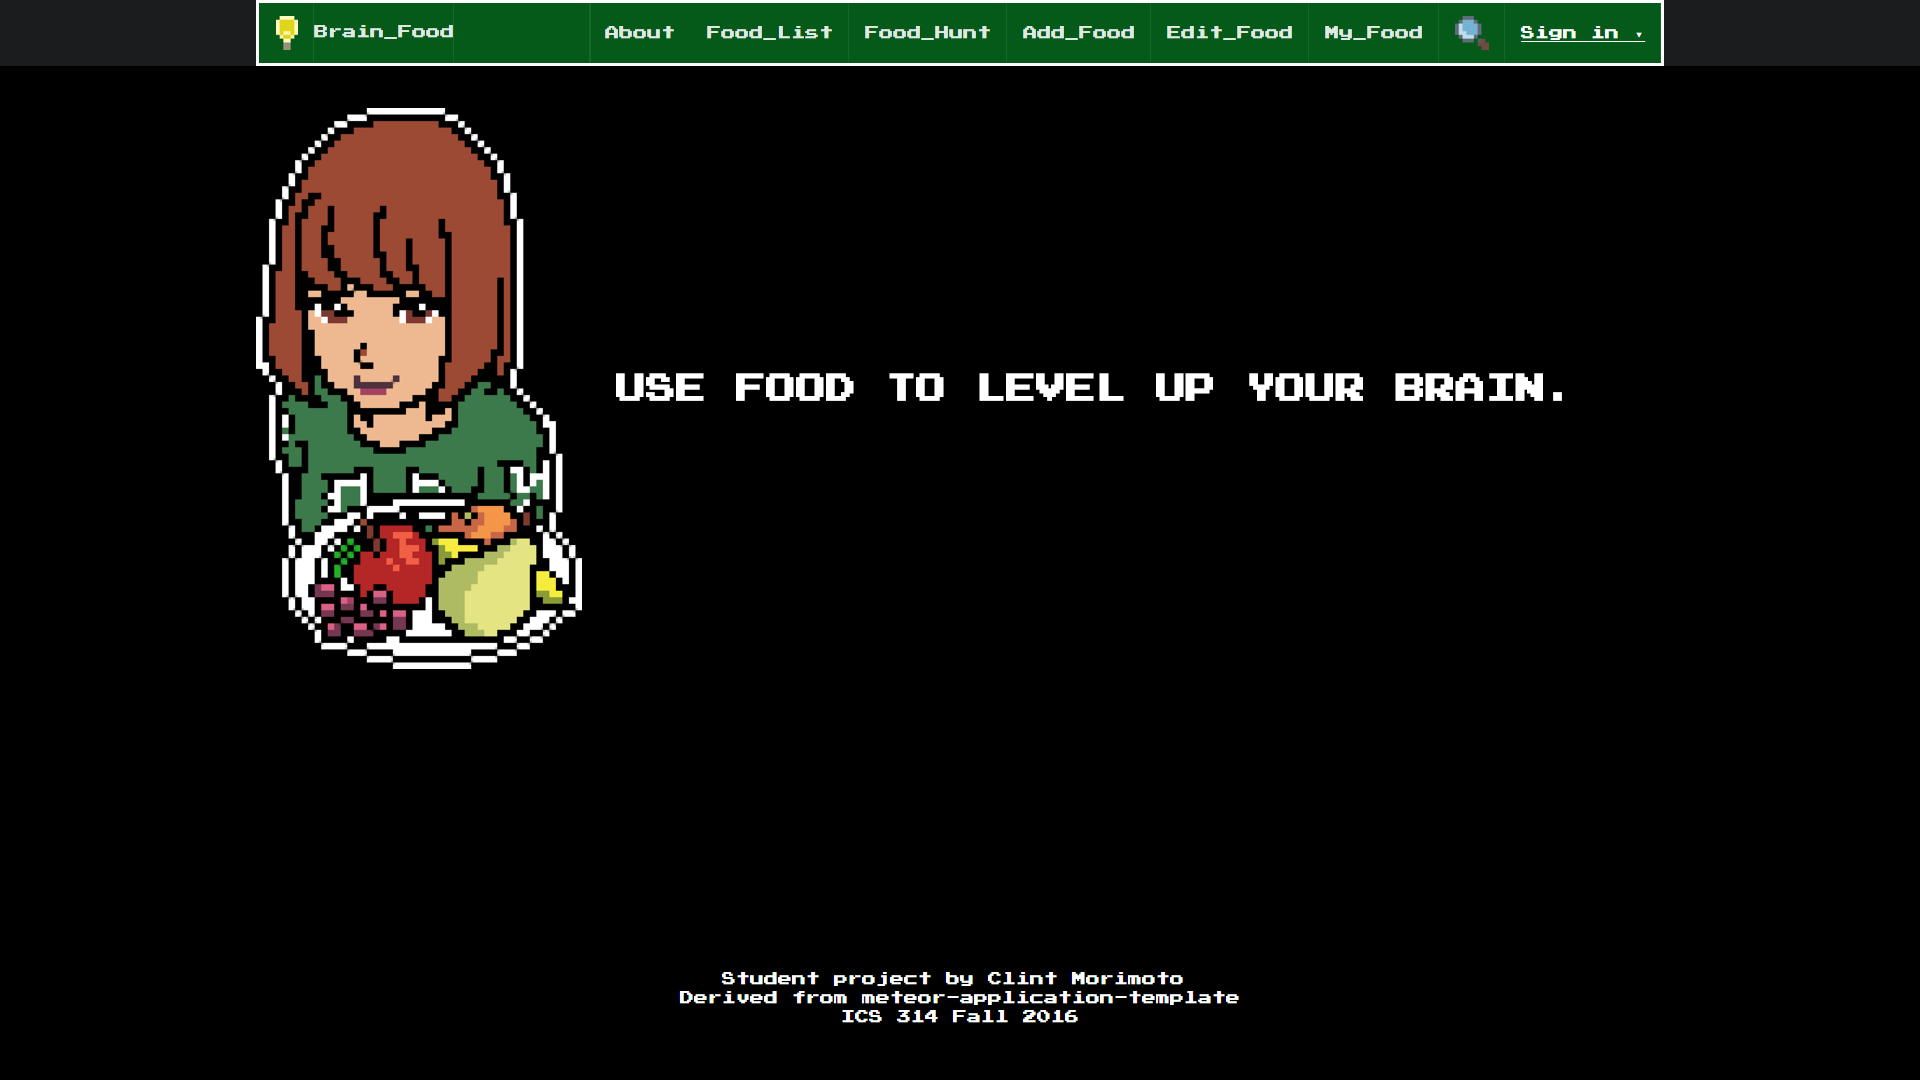 Brain_Food About Food_List Food_Hunt Add_Food Edit_Food My_Food Sign in ▾
USE FOOD TO LEVEL UP YOUR BRAIN.
Student project by Clint Morimoto
Derived from meteor-application-template
ICS 314 Fall 2016